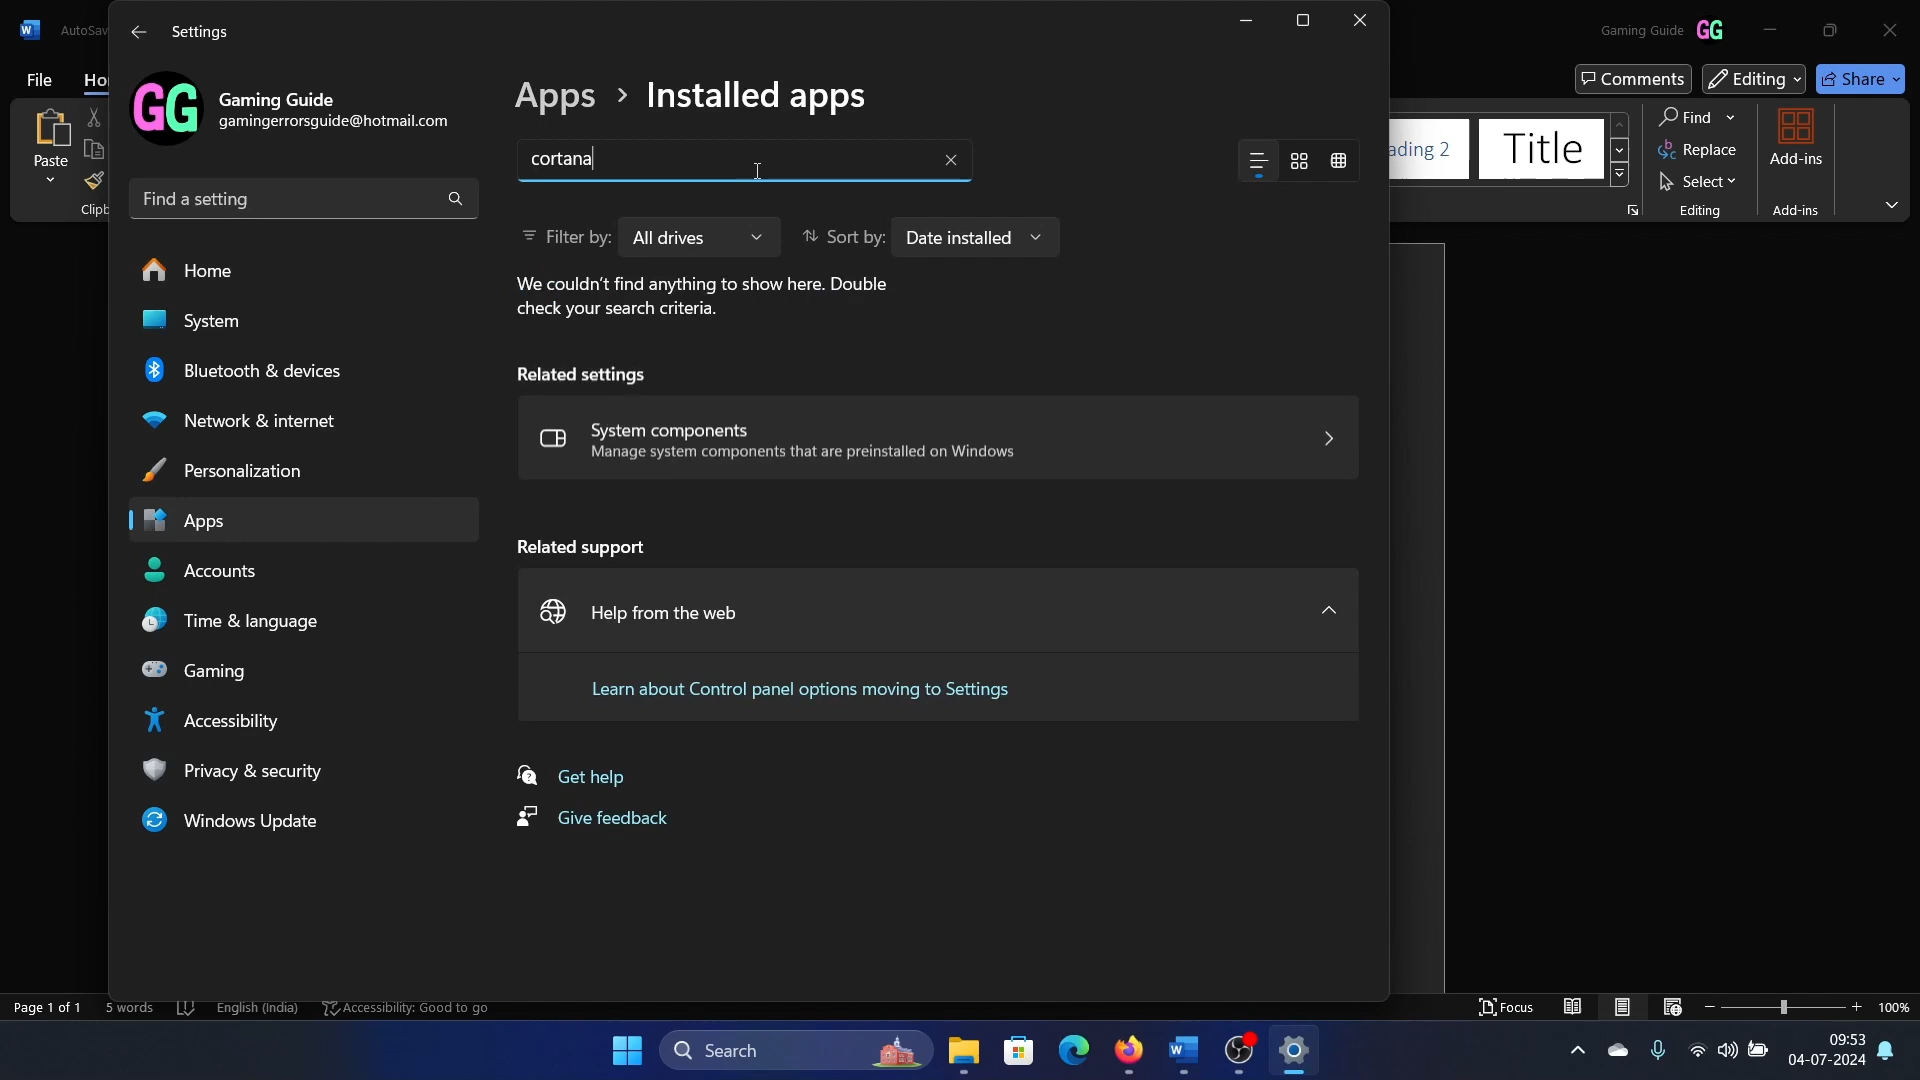 AutoSav
Gaming Guide GG
File
Ho
Comments
Editing
Share
Paste
Clipb
ading 2
Title
Find
Replace
Select
Editing
Add-ins
Add-ins
Settings
GG
Gaming Guide
gamingerrorsguide@hotmail.com
Find a setting
Home
System
Bluetooth & devices
Network & internet
Personalization
Apps
Accounts
Time & language
Gaming
Accessibility
Privacy & security
Windows Update
Apps > Installed apps
cortana
Filter by: All drives
Sort by: Date installed
We couldn't find anything to show here. Double
check your search criteria.
Related settings
System components
Manage system components that are preinstalled on Windows
Related support
Help from the web
Learn about Control panel options moving to Settings
Get help
Give feedback
Page 1 of 1
5 words
English (India)
Accessibility: Good to go
Focus
100%
Search
09:53
04-07-2024